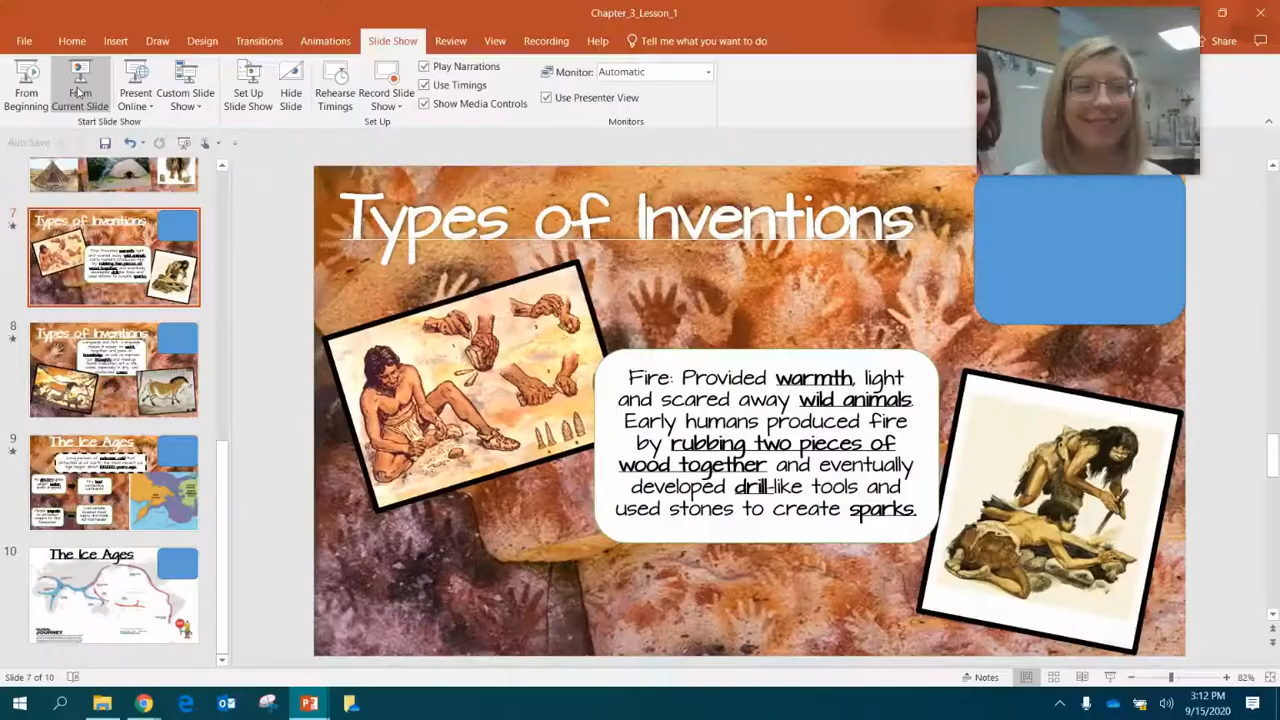 Chapter_3_Lesson_1
File Home Insert Draw Design Transitions Animations Slide Show Review View Recording Help Tell me what you want to do Share
From Beginning
From Current Slide
Present Online
Custom Slide Show
Set Up Slide Show
Hide Slide
Rehearse Timings
Record Slide Show
Play Narrations
Use Timings
Show Media Controls
Monitor: Automatic
Use Presenter View
Start Slide Show
Set Up
Monitors
AutoSave
7
Types of Inventions
8
Types of Inventions
9
The Ice Ages
10
The Ice Ages
Types of Inventions
Fire: Provided warmth, light
and scared away wild animals.
Early humans produced fire
by rubbing two pieces of
wood together and eventually
developed drill-like tools and
used stones to create sparks.
Slide 7 of 10
Notes
82%
3:12 PM
9/15/2020